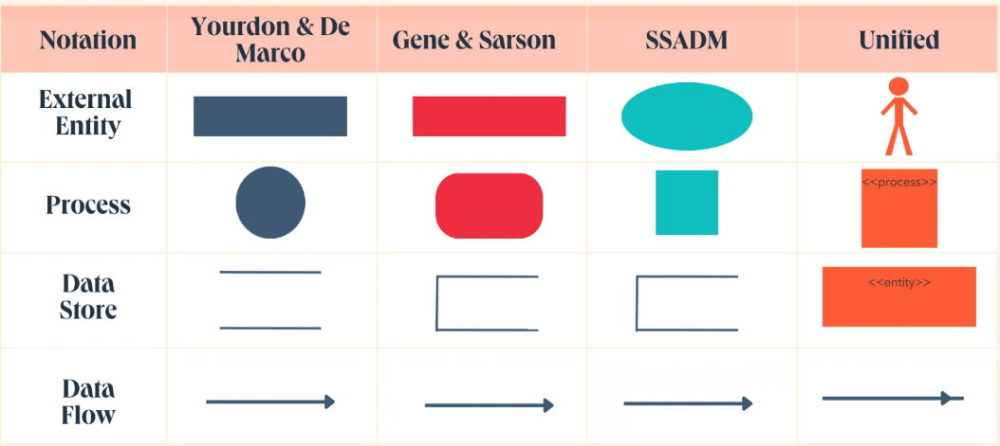 Notation
Yourdon & De
Marco
Gene & Sarson
SSADM
Unified
External
Entity
Process
<<process>>
Data
Store
<<entity>>
Data
Flow